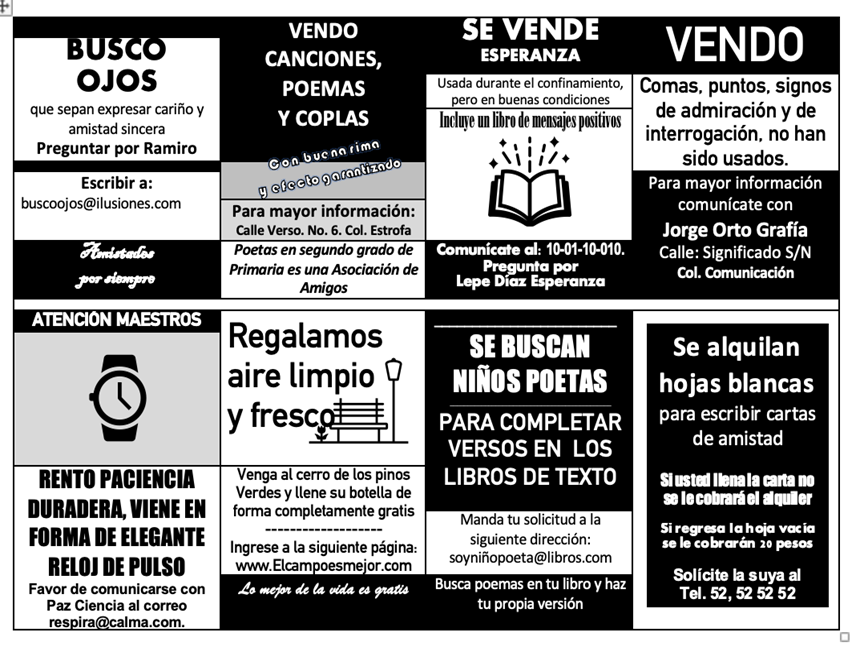 BUSCO
OJOS
que sepan expresar cariño y
amistad sincera
Preguntar por Ramiro
Escribir a:
buscoojos@ilusiones.com
Amistades
por siempre
VENDO
CANCIONES,
POEMAS
Y COPLAS
Con buena rima
y efecto garantizado
Para mayor información:
Calle Verso. No. 6. Col. Estrofa
Poetas en segundo grado de
Primaria es una Asociación de
Amigos
SE VENDE
ESPERANZA
Usada durante el confinamiento,
pero en buenas condiciones
Incluye un libro de mensajes positivos
Comunícate al: 10-01-10-010.
Pregunta por
Lepe Díaz Esperanza
VENDO
Comas, puntos, signos
de admiración y de
interrogación, no han
sido usados.
Para mayor información
comunícate con
Jorge Orto Grafía
Calle: Significado S/N
Col. Comunicación
ATENCIÓN MAESTROS
RENTO PACIENCIA
DURADERA, VIENE EN
FORMA DE ELEGANTE
RELOJ DE PULSO
Favor de comunicarse con
Paz Ciencia al correo
respira@calma.com.
Regalamos
aire limpio
y fresco
Venga al cerro de los pinos
Verdes y llene su botella de
forma completamente gratis
-------------------
Ingrese a la siguiente página:
www.Elcampoesmejor.com
Lo mejor de la vida es gratis
SE BUSCAN
NIÑOS POETAS
PARA COMPLETAR
VERSOS EN LOS
LIBROS DE TEXTO
Manda tu solicitud a la
siguiente dirección:
soyniñopoeta@libros.com
Busca poemas en tu libro y haz
tu propia versión
Se alquilan
hojas blancas
para escribir cartas
de amistad
Si usted llena la carta no
se le cobrará el alquiler
Si regresa la hoja vacía
se le cobrarán 20 pesos
Solícite la suya al
Tel. 52, 52 52 52